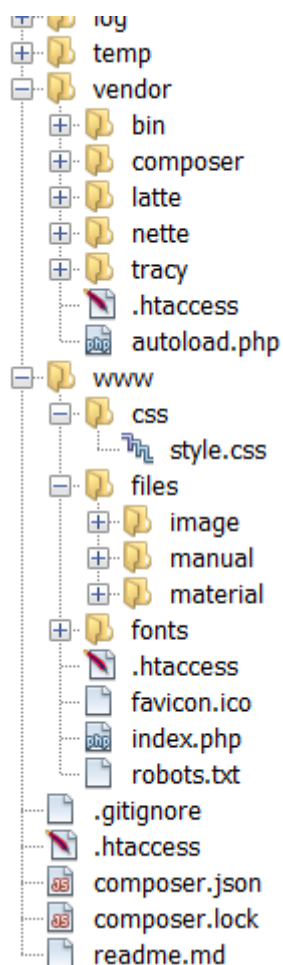 log
temp
vendor
bin
composer
latte
nette
tracy
.htaccess
autoload.php
www
css
style.css
files
image
manual
material
fonts
.htaccess
favicon.ico
index.php
robots.txt
.gitignore
.htaccess
composer.json
composer.lock
readme.md